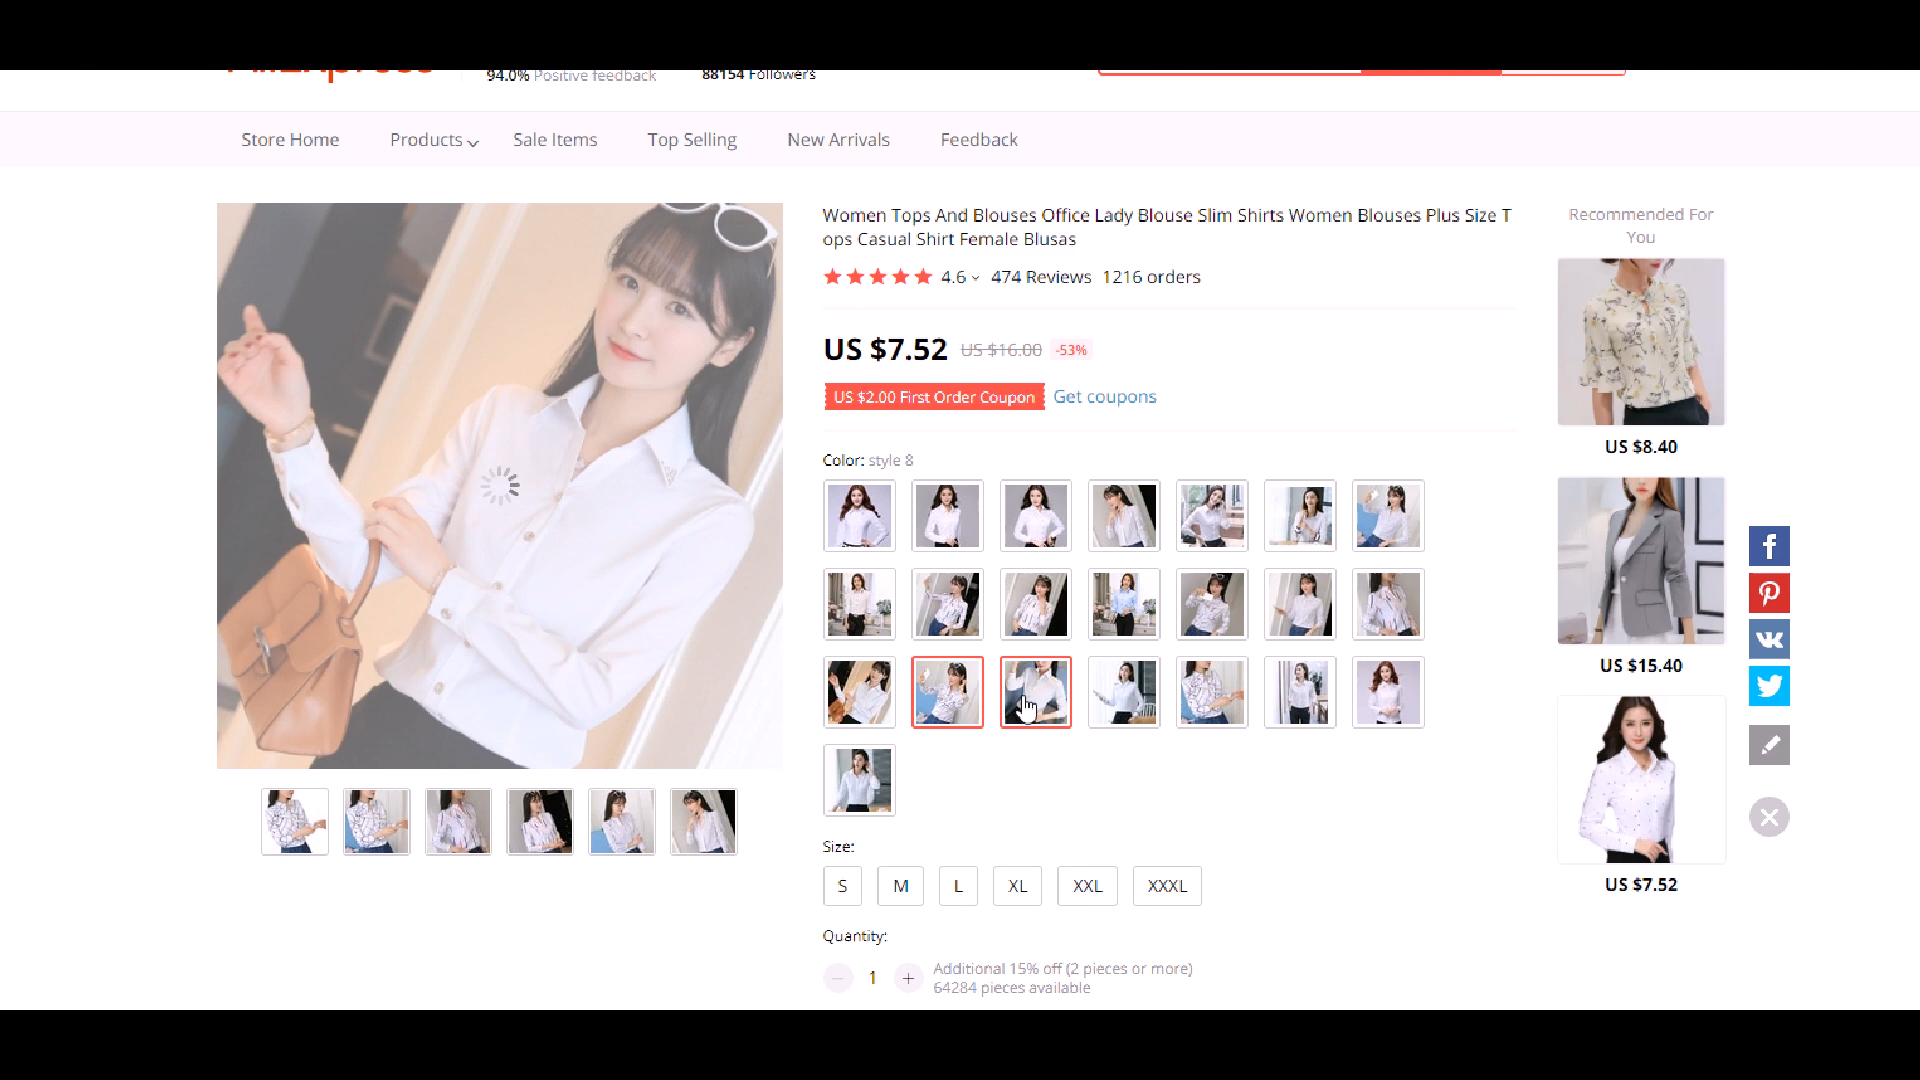 94.0% Positive feedback
88154 Followers
Store Home
Products
Sale Items
Top Selling
New Arrivals
Feedback
Women Tops And Blouses Office Lady Blouse Slim Shirts Women Blouses Plus Size T
ops Casual Shirt Female Blusas
4.6
474 Reviews
1216 orders
US $7.52
US $16.00
-53%
US $2.00 First Order Coupon
Get coupons
Color: style 8
Size:
S
M
L
XL
XXL
XXXL
Quantity:
1
Additional 15% off (2 pieces or more)
64284 pieces available
Recommended For
You
US $8.40
US $15.40
US $7.52